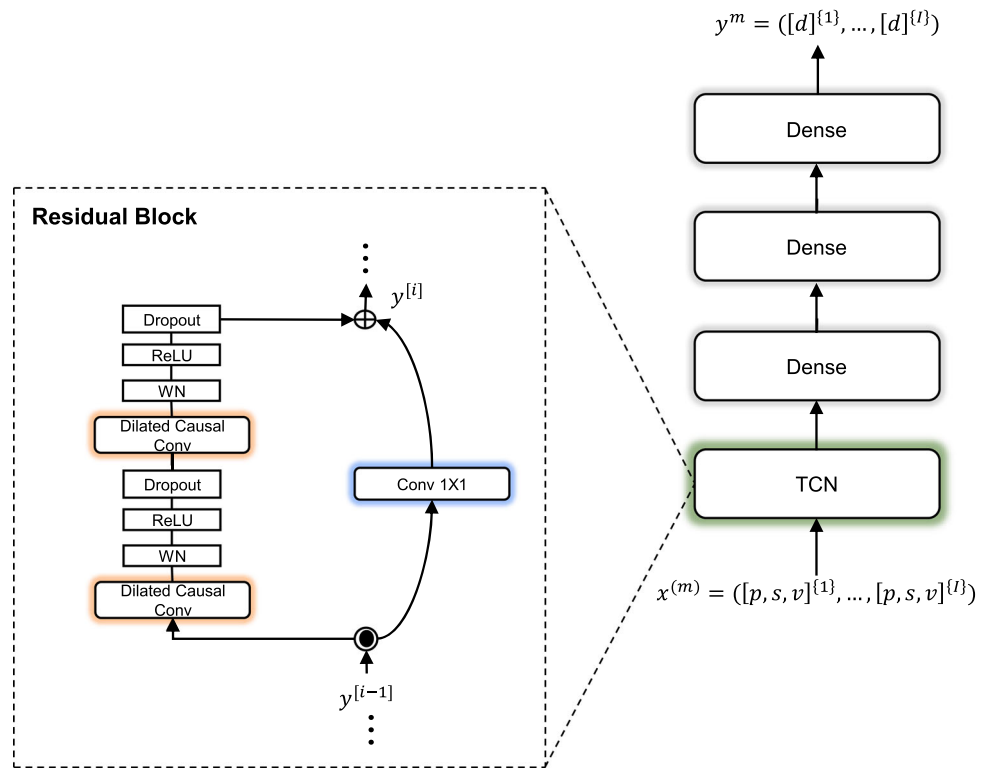 Residual Block
⋮
y^{[i]}
Dropout
ReLU
WN
Dilated Causal
Conv
Dropout
ReLU
WN
Dilated Causal
Conv
Conv 1X1
y^{[i-1]}
⋮
y^m = ([d]^{\{1\}}, ..., [d]^{\{I\}})
Dense
Dense
Dense
TCN
x^{(m)} = ([p, s, v]^{\{1\}}, ..., [p, s, v]^{\{I\}})